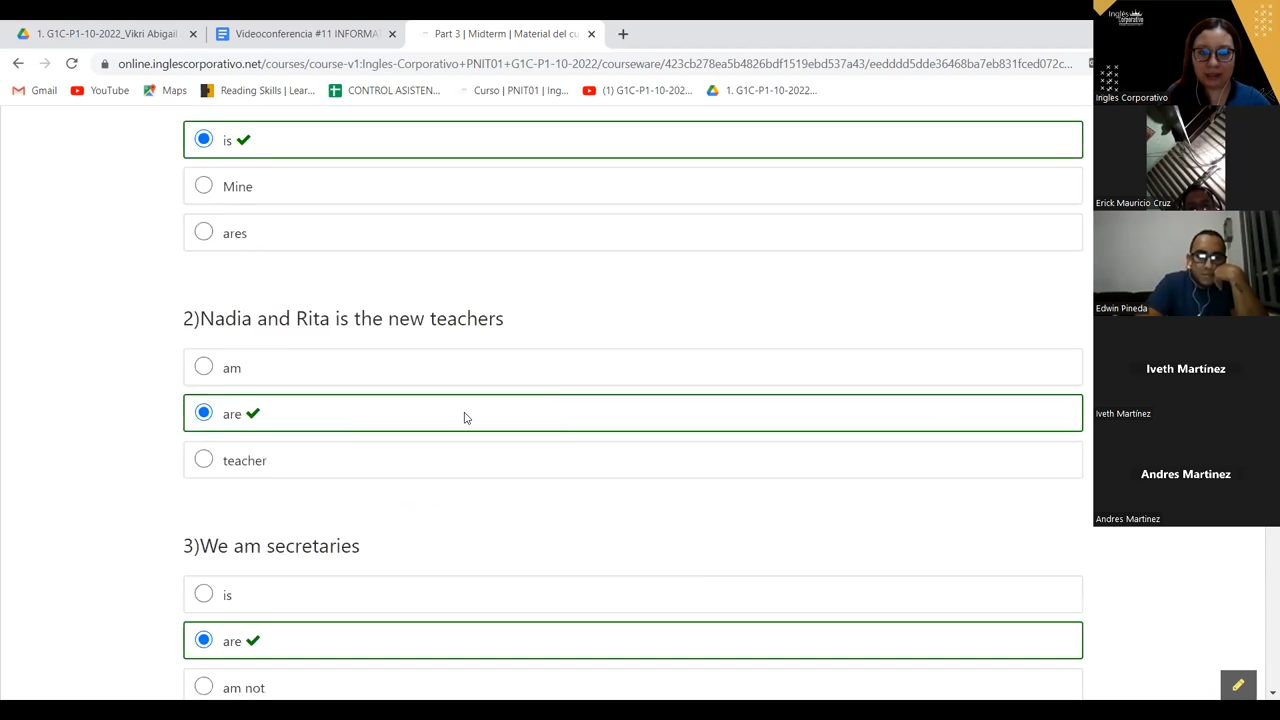 1. G1C-P1-10-2022_Vikri Abigail
Videoconferencia #11 INFORMA
Part 3 | Midterm | Material del cu
online.inglescorporativo.net/courses/course-v1:Ingles-Corporativo+PNIT01+G1C-P1-10-2022/courseware/423cb278ea5b4826bdf1519ebd537a43/eedddd5dde36468ba7eb831fced072c...
Gmail
YouTube
Maps
Reading Skills | Lear...
CONTROL ASISTEN...
Curso | PNIT01 | Ing...
(1) G1C-P1-10-202...
1. G1C-P1-10-2022...
is
Mine
ares
2)Nadia and Rita is the new teachers
am
are
teacher
3)We am secretaries
is
are
am not
Inglés
Corporativo
Ingles Corporativo
Erick Mauricio Cruz
Edwin Pineda
Iveth Martínez
Iveth Martínez
Andres Martinez
Andres Martinez